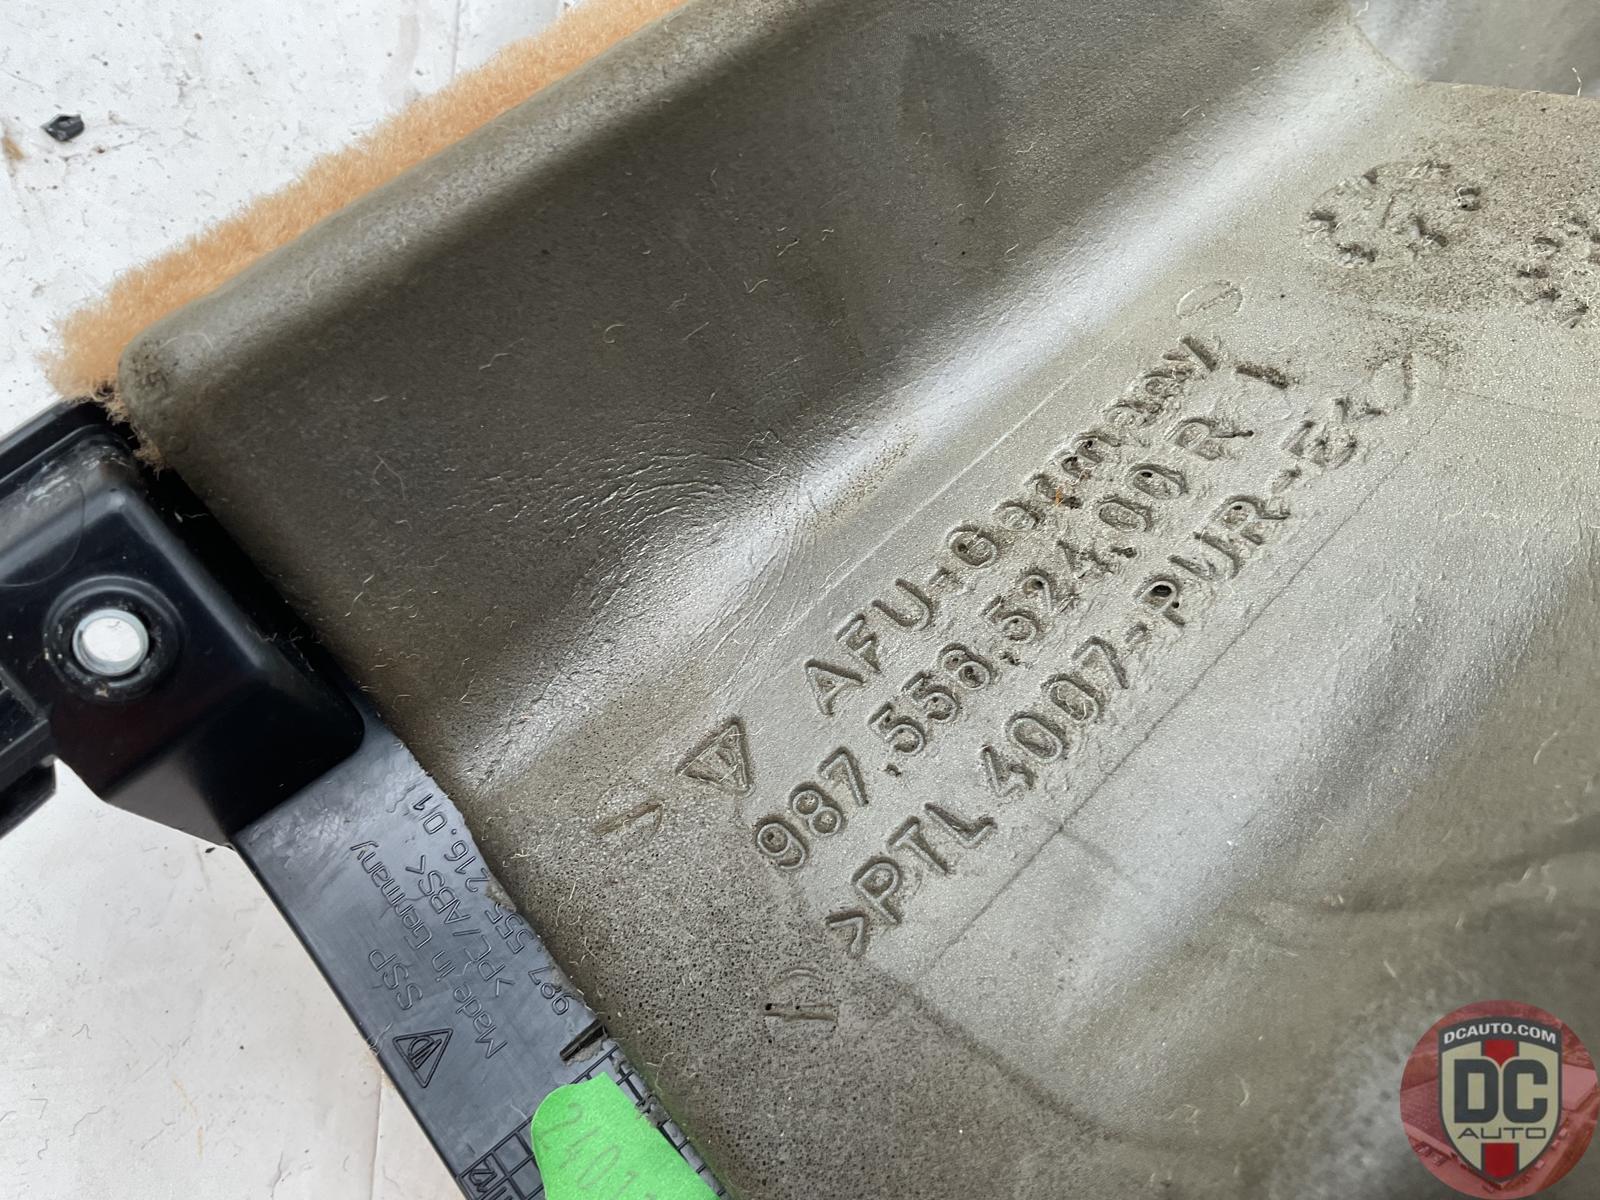 AFU-Germany
987.558.524.00 R I
>PTL 4007-PUR-E<
SSP
Made in Germany
>PC/ABS<
987.555.216.01
DCAUTO.COM
DC
AUTO